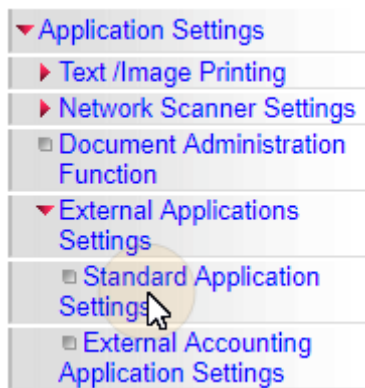 Application Settings
Text /Image Printing
Network Scanner Settings
Document Administration
Function
External Applications
Settings
Standard Application
Settings
External Accounting
Application Settings